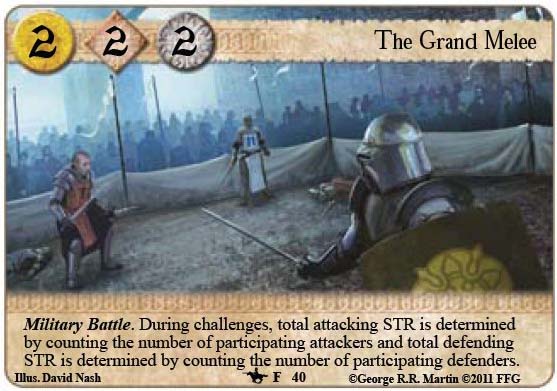 2 2 2 The Grand Melee
Military Battle. During challenges, total attacking STR is determined
by counting the number of participating attackers and total defending
STR is determined by counting the number of participating defenders.
Illus. David Nash F 40 ©George R.R. Martin ©2011 FFG